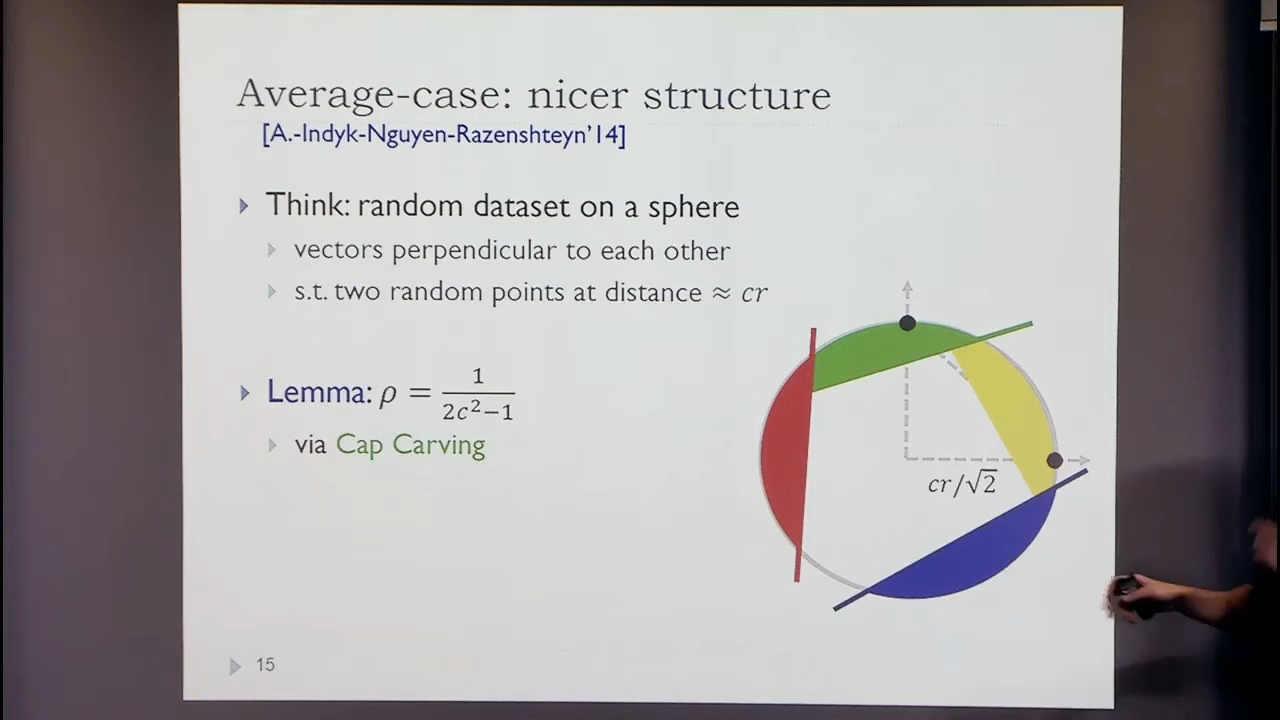 Average-case: nicer structure
[A.-Indyk-Nguyen-Razenshteyn'14]
Think: random dataset on a sphere
vectors perpendicular to each other
s.t. two random points at distance ≈ cr
Lemma: ρ = 1/(2c²−1)
via Cap Carving
cr/√2
15